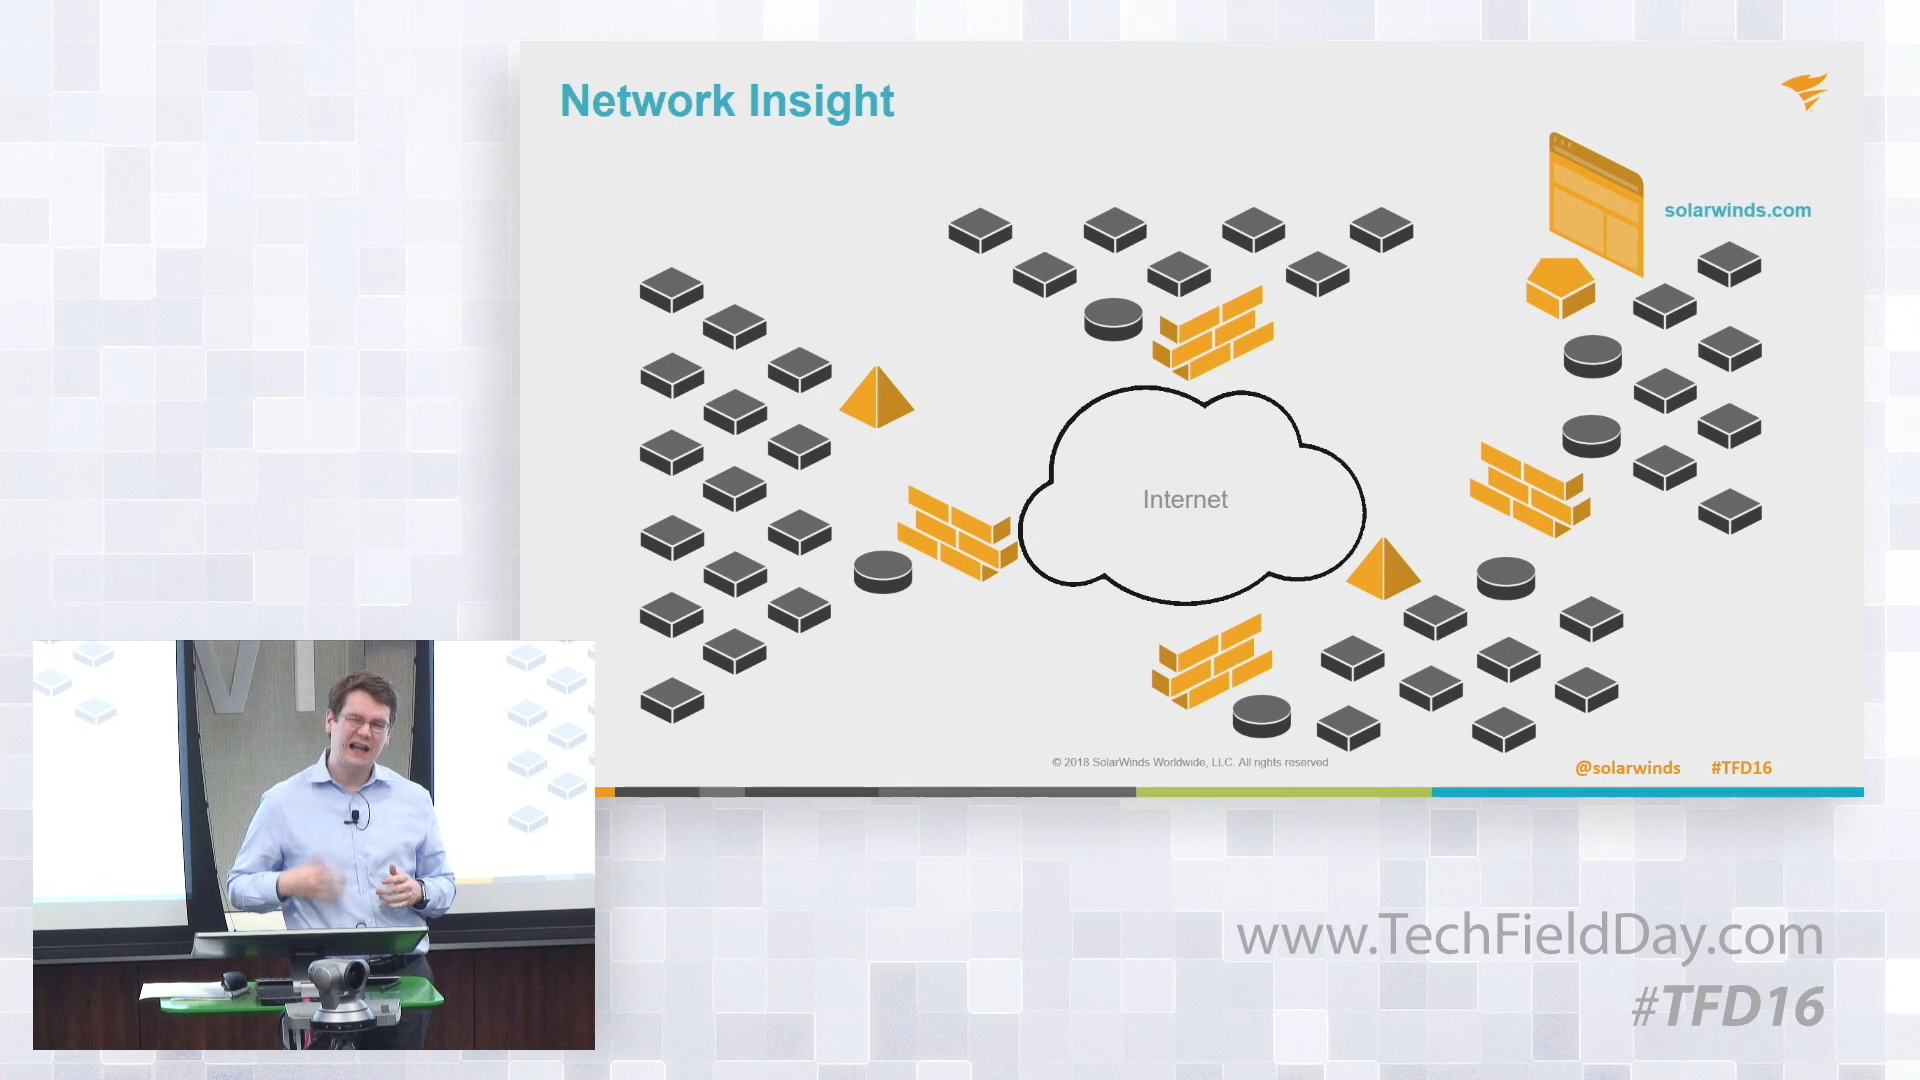 Network Insight
solarwinds.com
Internet
© 2018 SolarWinds Worldwide, LLC. All rights reserved.
@solarwinds #TFD16
www.TechFieldDay.com
#TFD16